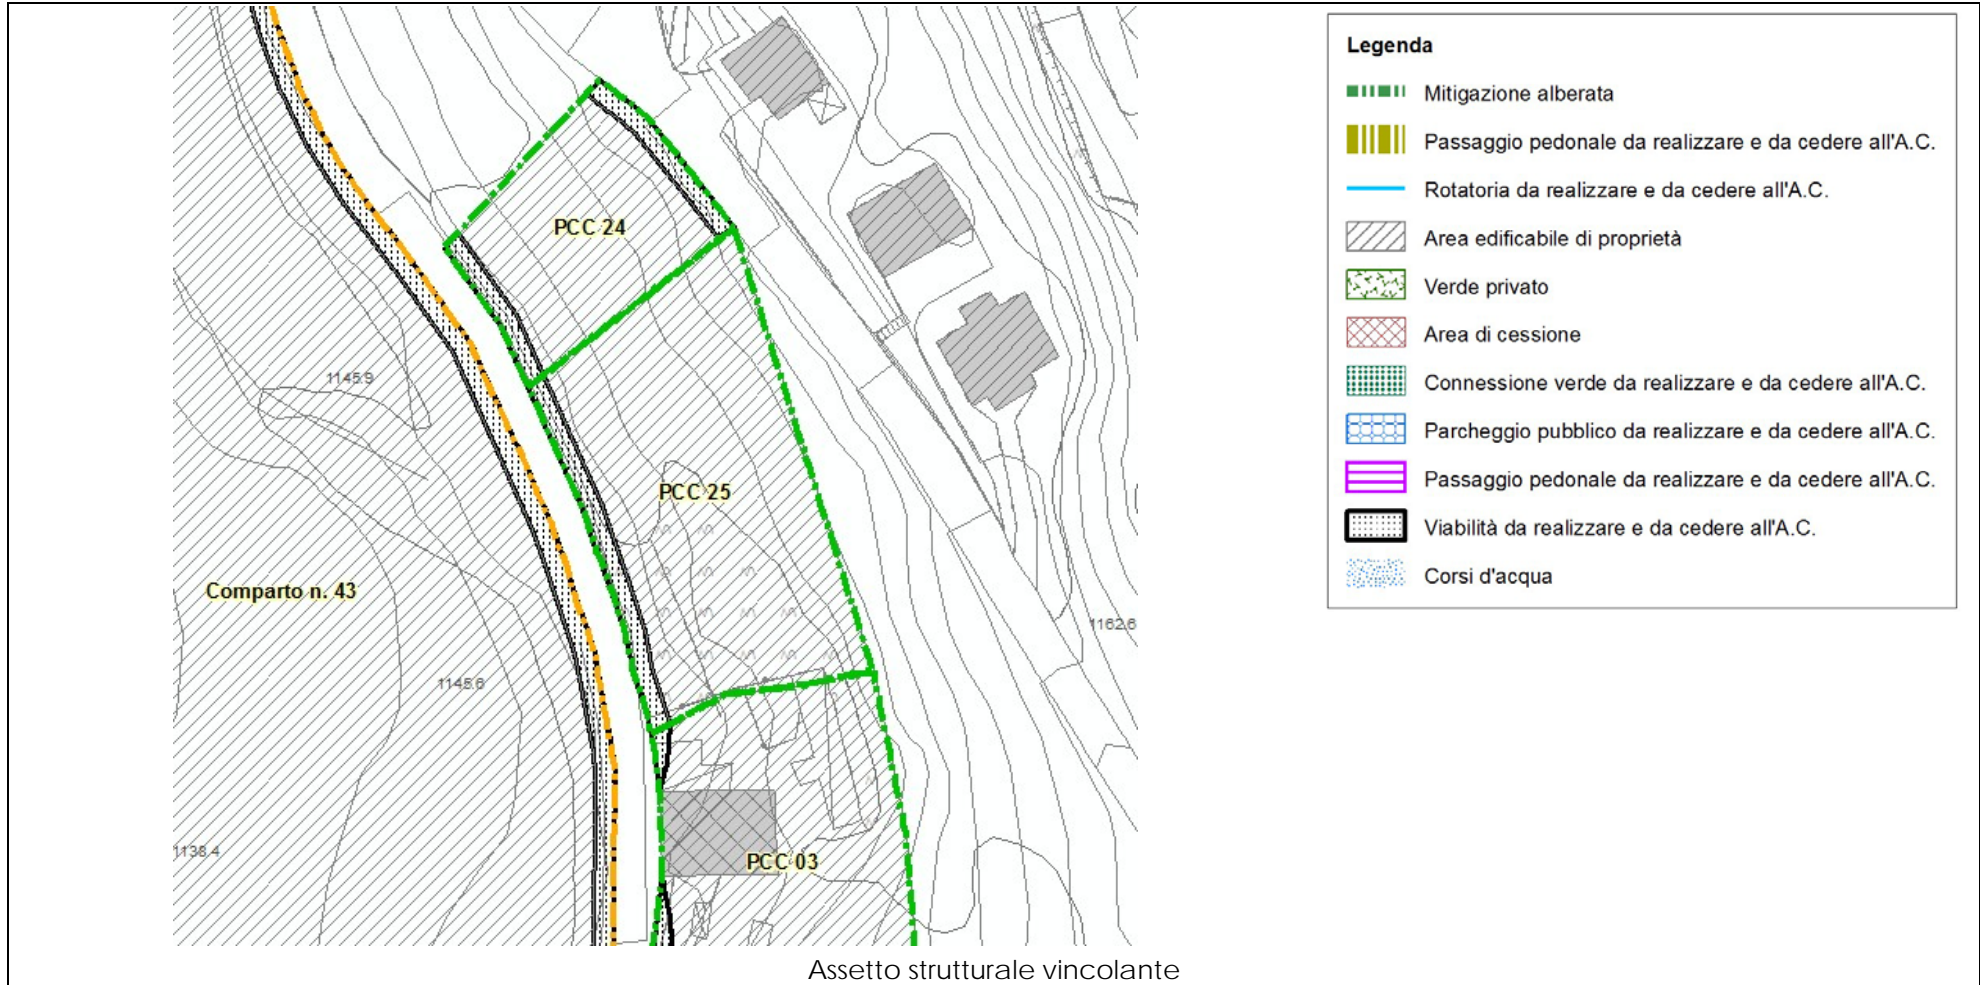 PCC 24
1145.9
PCC 25
Comparto n. 43
1162.6
1145.6
1138.4
PCC 03
Legenda
Mitigazione alberata
Passaggio pedonale da realizzare e da cedere all'A.C.
Rotatoria da realizzare e da cedere all'A.C.
Area edificabile di proprietà
Verde privato
Area di cessione
Connessione verde da realizzare e da cedere all'A.C.
Parcheggio pubblico da realizzare e da cedere all'A.C.
Passaggio pedonale da realizzare e da cedere all'A.C.
Viabilità da realizzare e da cedere all'A.C.
Corsi d'acqua
Assetto strutturale vincolante